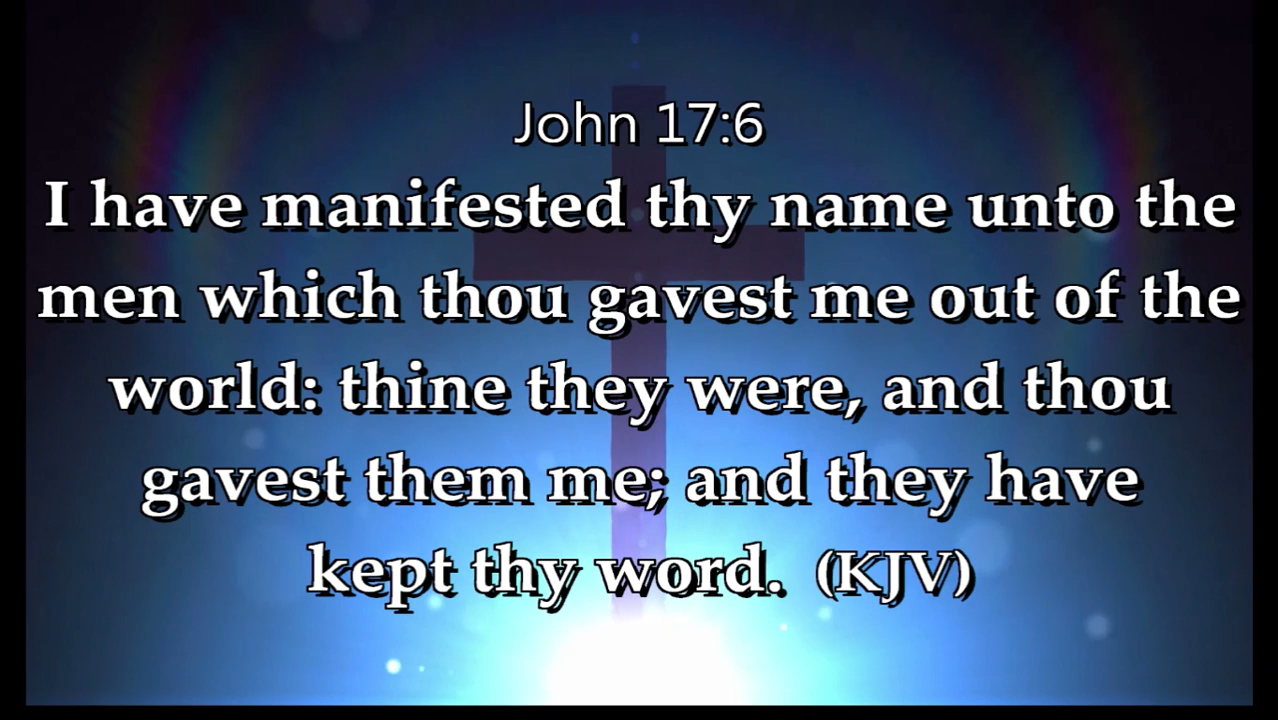 John 17:6
I have manifested thy name unto the
men which thou gavest me out of the
world: thine they were, and thou
gavest them me; and they have
kept thy word. (KJV)